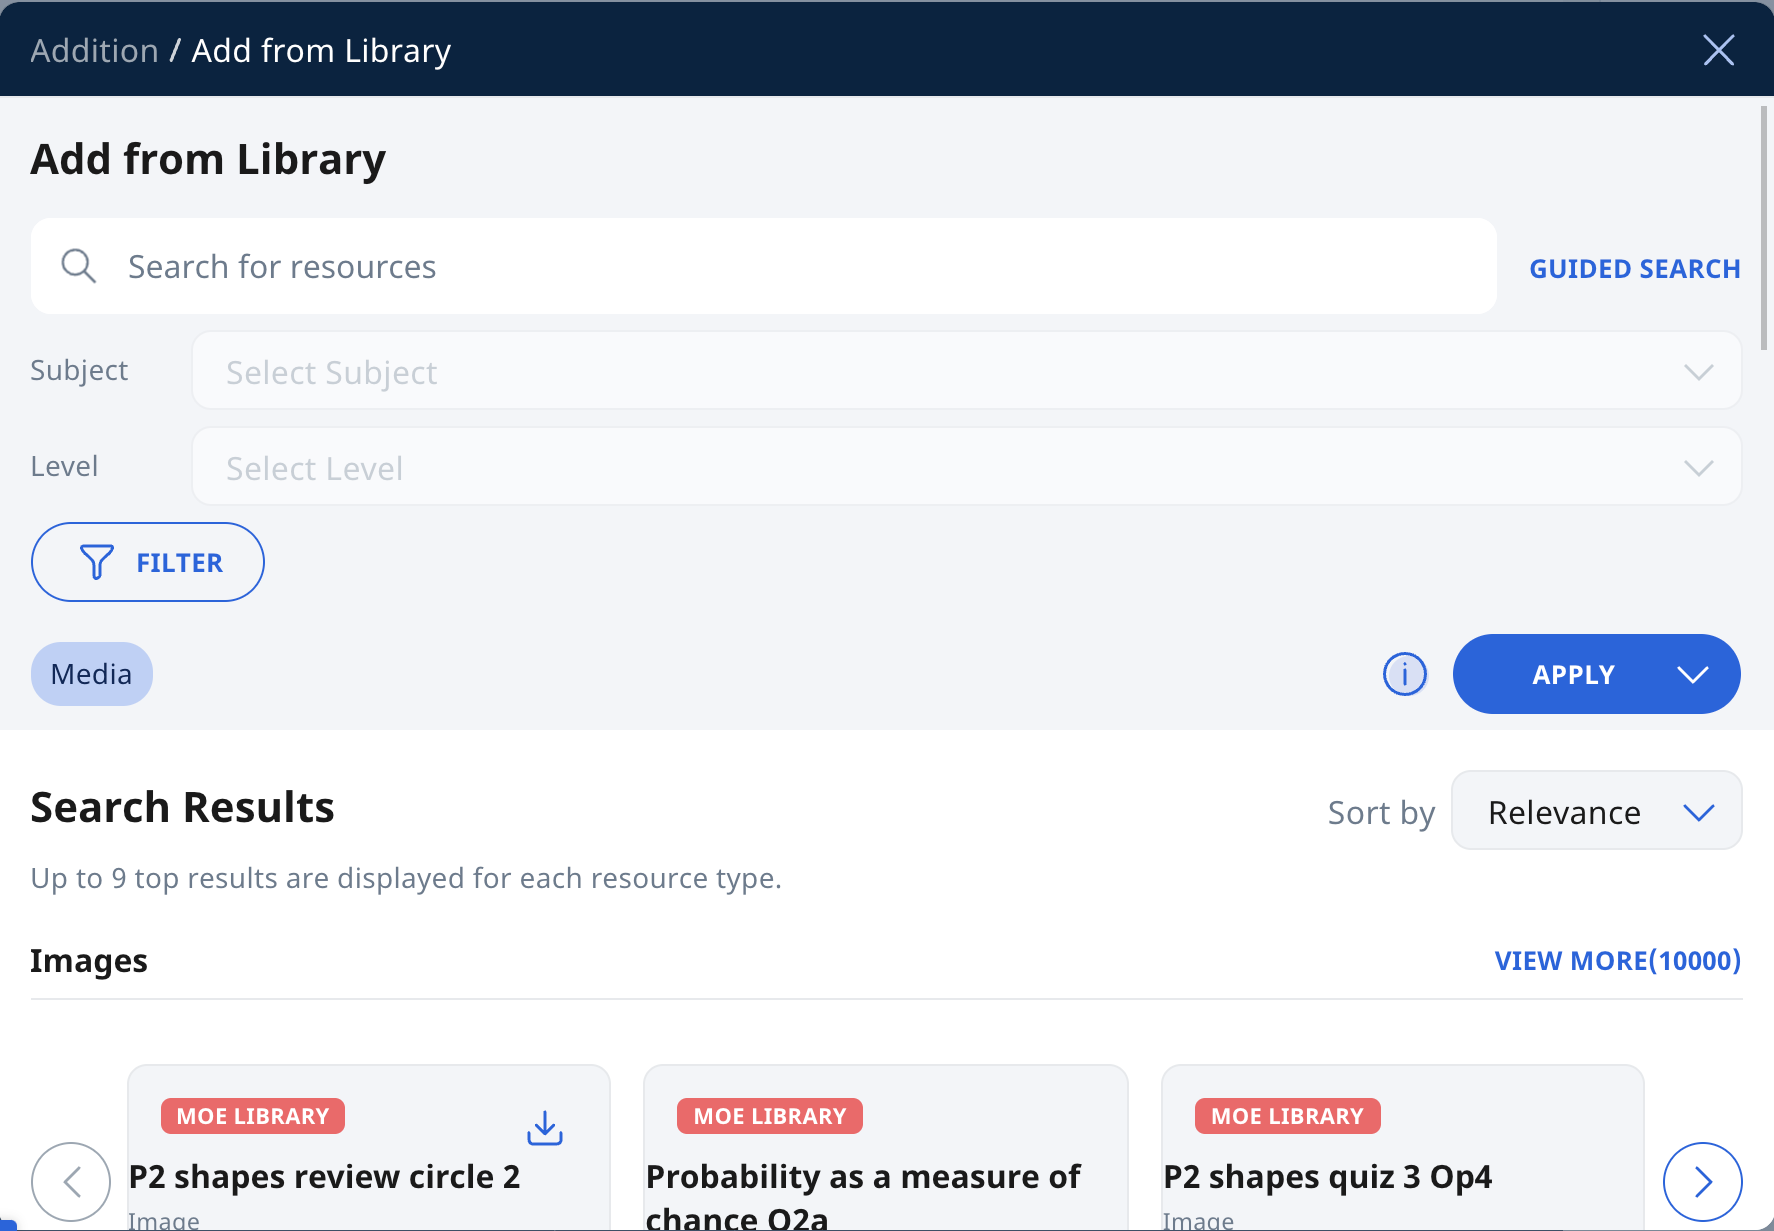 Addition / Add from Library
Add from Library
Search for resources
GUIDED SEARCH
Subject
Select Subject
Level
Select Level
FILTER
Media
APPLY
Search Results
Sort by
Relevance
Up to 9 top results are displayed for each resource type.
Images
VIEW MORE(10000)
MOE LIBRARY
P2 shapes review circle 2
Image
MOE LIBRARY
Probability as a measure of
chance Q2a
MOE LIBRARY
P2 shapes quiz 3 Op4
Image